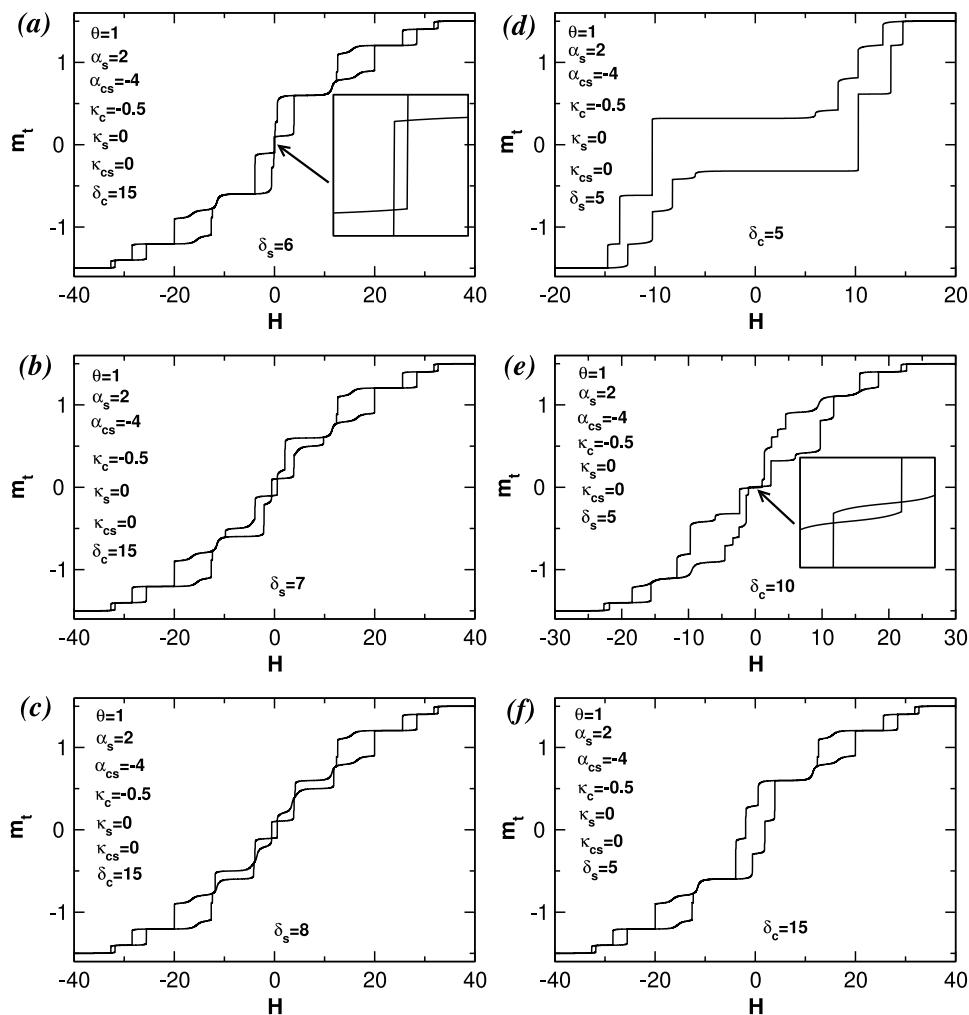 (a)
θ=1
αs=2
αcs=-4
κc=-0.5
κs=0
κcs=0
δc=15
δs=6
mt
1
0
-1
-40 -20 0 20 40
H
(d)
θ=1
αs=2
αcs=-4
κc=-0.5
κs=0
κcs=0
δs=5
δc=5
mt
1
0
-1
-20 -10 0 10 20
H
(b)
θ=1
αs=2
αcs=-4
κc=-0.5
κs=0
κcs=0
δc=15
δs=7
mt
1
0
-1
-40 -20 0 20 40
H
(e)
θ=1
αs=2
αcs=-4
κc=-0.5
κs=0
κcs=0
δs=5
δc=10
mt
1
0
-1
-30 -20 -10 0 10 20 30
H
(c)
θ=1
αs=2
αcs=-4
κc=-0.5
κs=0
κcs=0
δc=15
δs=8
mt
1
0
-1
-40 -20 0 20 40
H
(f)
θ=1
αs=2
αcs=-4
κc=-0.5
κs=0
κcs=0
δs=5
δc=15
mt
1
0
-1
-40 -20 0 20 40
H